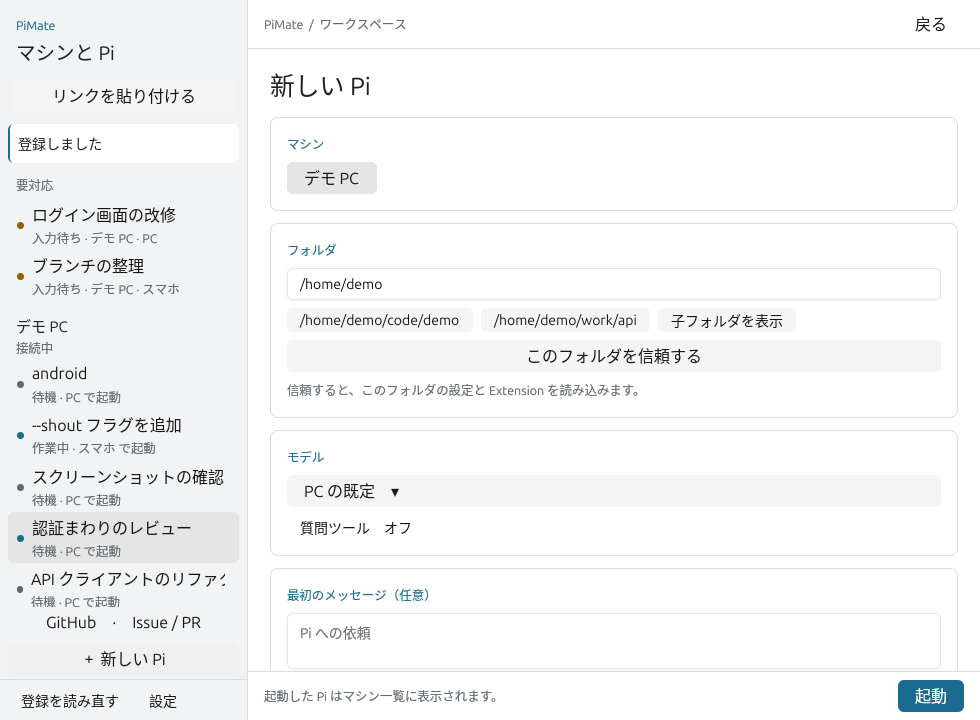 PiMate
マシンと Pi
リンクを貼り付ける
登録しました
要対応
ログイン画面の改修
入力待ち · デモ PC · PC
ブランチの整理
入力待ち · デモ PC · スマホ
デモ PC
接続中
android
待機 · PC で起動
--shout フラグを追加
作業中 · スマホ で起動
スクリーンショットの確認
待機 · PC で起動
認証まわりのレビュー
待機 · PC で起動
API クライアントのリファク
待機 · PC で起動
GitHub · Issue / PR
+ 新しい Pi
登録を読み直す 設定
PiMate / ワークスペース 戻る
新しい Pi
マシン
デモ PC
フォルダ
/home/demo
/home/demo/code/demo /home/demo/work/api 子フォルダを表示
このフォルダを信頼する
信頼すると、このフォルダの設定と Extension を読み込みます。
モデル
PC の既定 ▼
質問ツール オフ
最初のメッセージ（任意）
Pi への依頼
起動した Pi はマシン一覧に表示されます。 起動